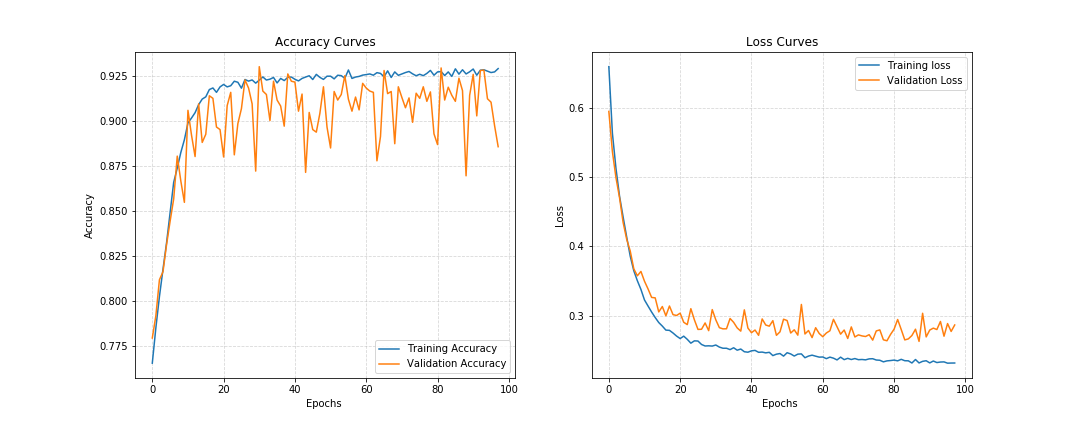 Accuracy Curves
Accuracy
0.925
0.900
0.875
0.850
0.825
0.800
0.775
Training Accuracy
Validation Accuracy
0 20 40 60 80 100
Epochs
Loss Curves
Training loss
Validation Loss
Loss
0.6
0.5
0.4
0.3
0 20 40 60 80 100
Epochs